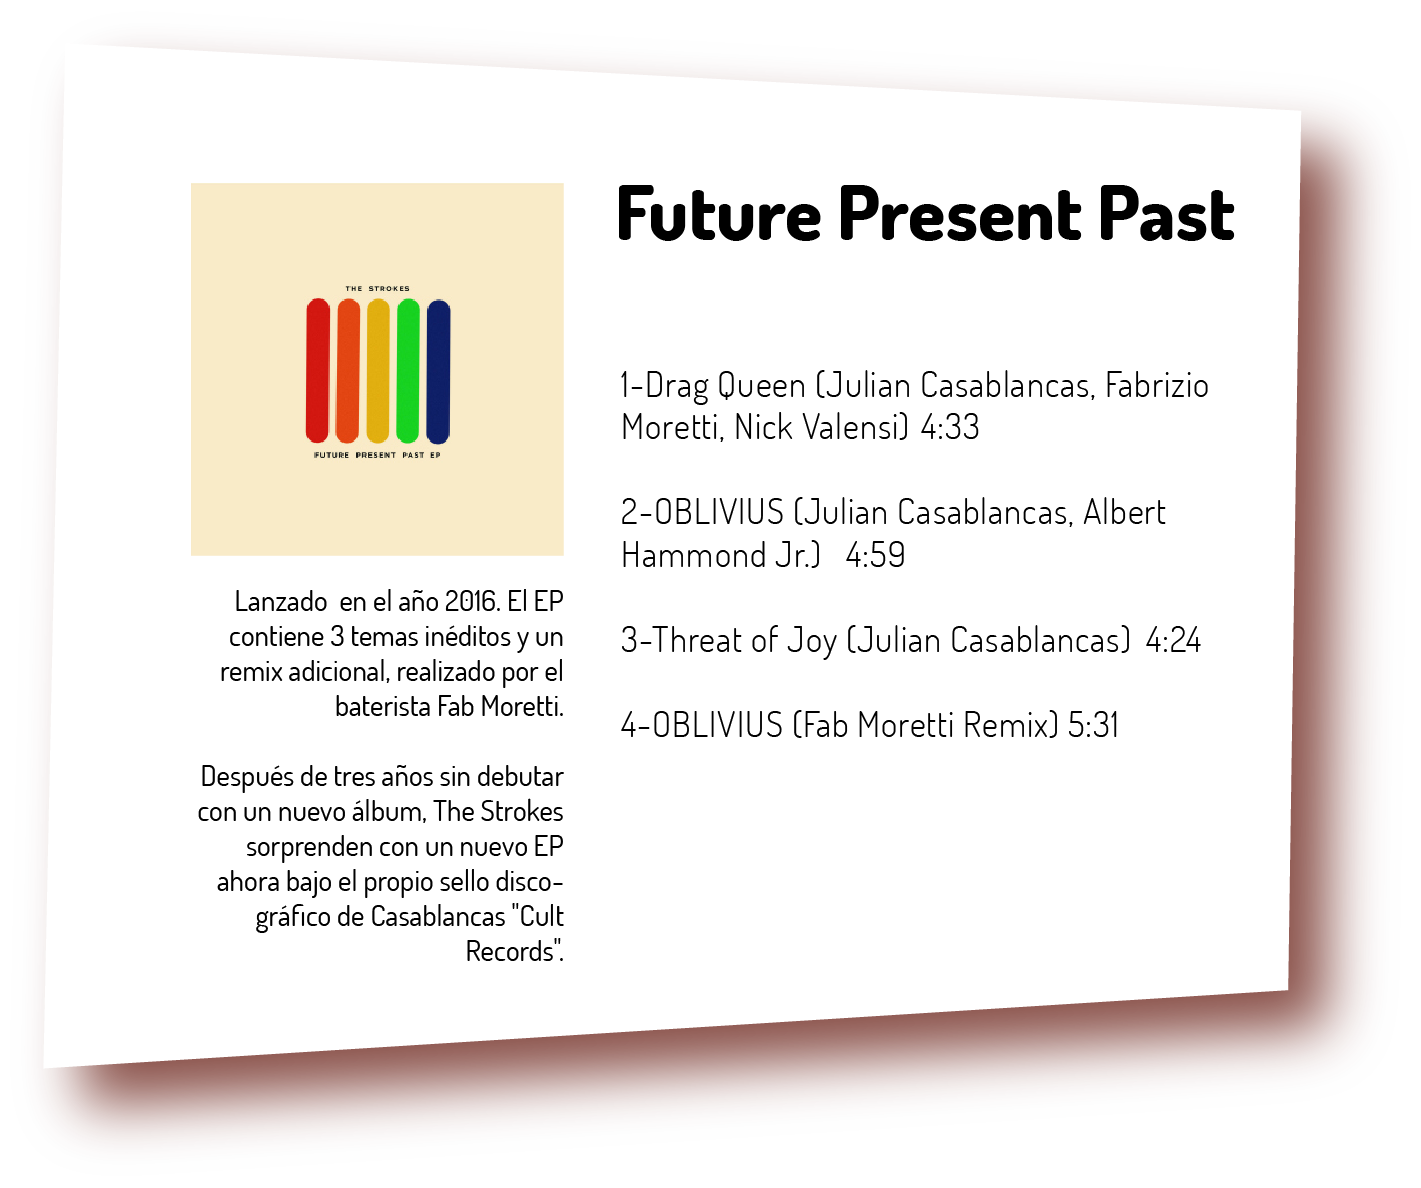 Future Present Past
THE STROKES
FUTURE PRESENT PAST EP
Lanzado en el año 2016. El EP
contiene 3 temas inéditos y un
remix adicional, realizado por el
baterista Fab Moretti.
Después de tres años sin debutar
con un nuevo álbum, The Strokes
sorprenden con un nuevo EP
ahora bajo el propio sello disco-
gráfico de Casablancas "Cult
Records".
1-Drag Queen (Julian Casablancas, Fabrizio
Moretti, Nick Valensi) 4:33
2-OBLIVIUS (Julian Casablancas, Albert
Hammond Jr.) 4:59
3-Threat of Joy (Julian Casablancas) 4:24
4-OBLIVIUS (Fab Moretti Remix) 5:31